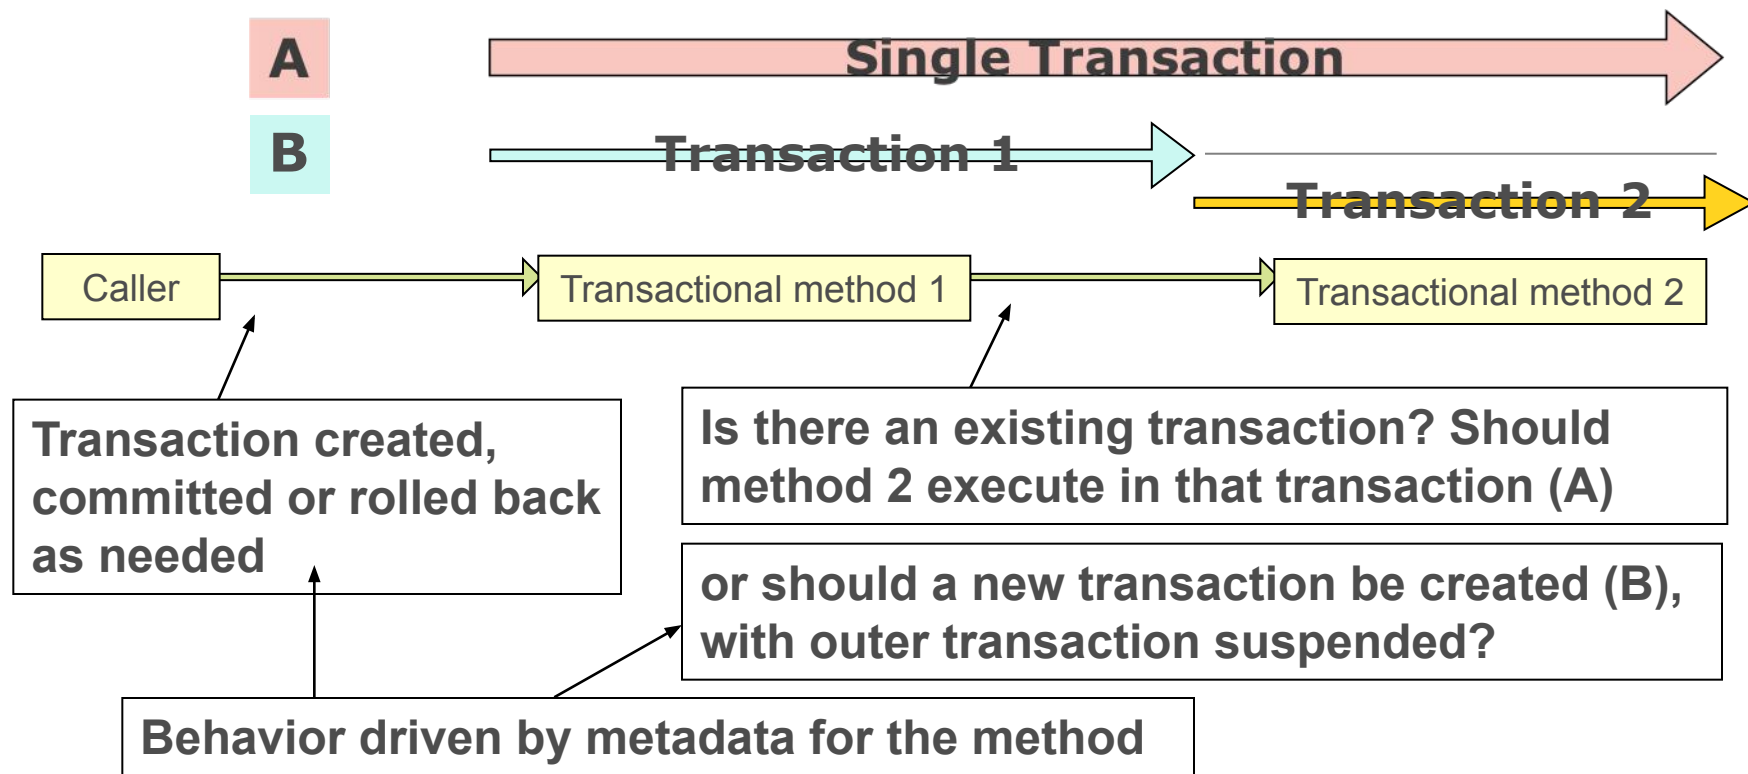 A
Single Transaction
B
Transaction 1
Transaction 2
Caller
Transactional method 1
Transactional method 2
Transaction created,
committed or rolled back
as needed
Is there an existing transaction? Should
method 2 execute in that transaction (A)
or should a new transaction be created (B),
with outer transaction suspended?
Behavior driven by metadata for the method